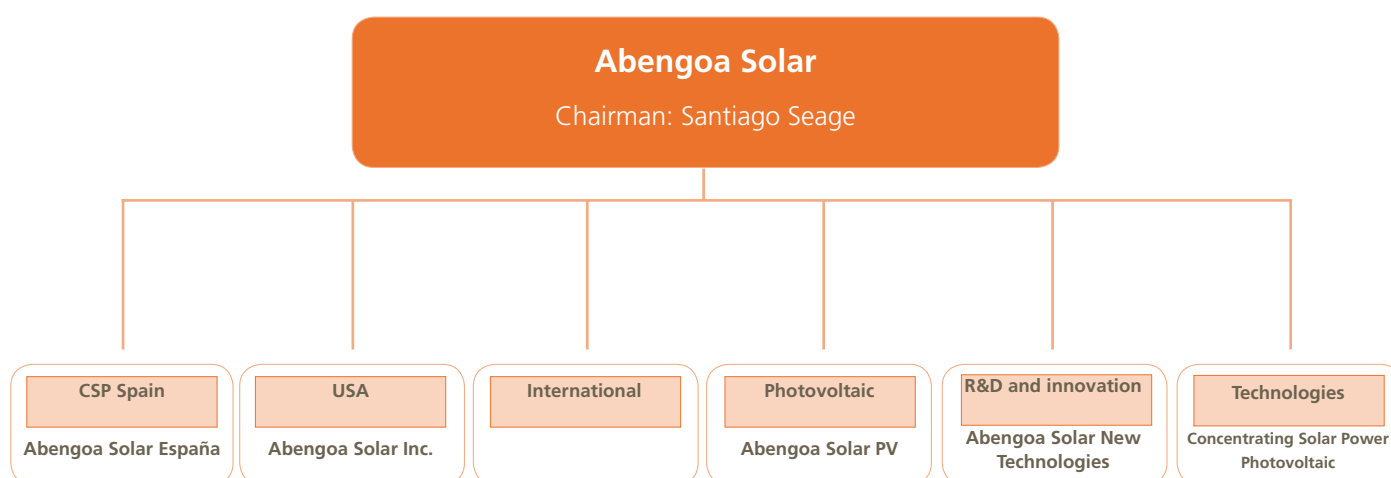 Abengoa Solar
Chairman: Santiago Seage
CSP Spain
Abengoa Solar España
USA
Abengoa Solar Inc.
International
Photovoltaic
Abengoa Solar PV
R&D and innovation
Abengoa Solar New
Technologies
Technologies
Concentrating Solar Power
Photovoltaic